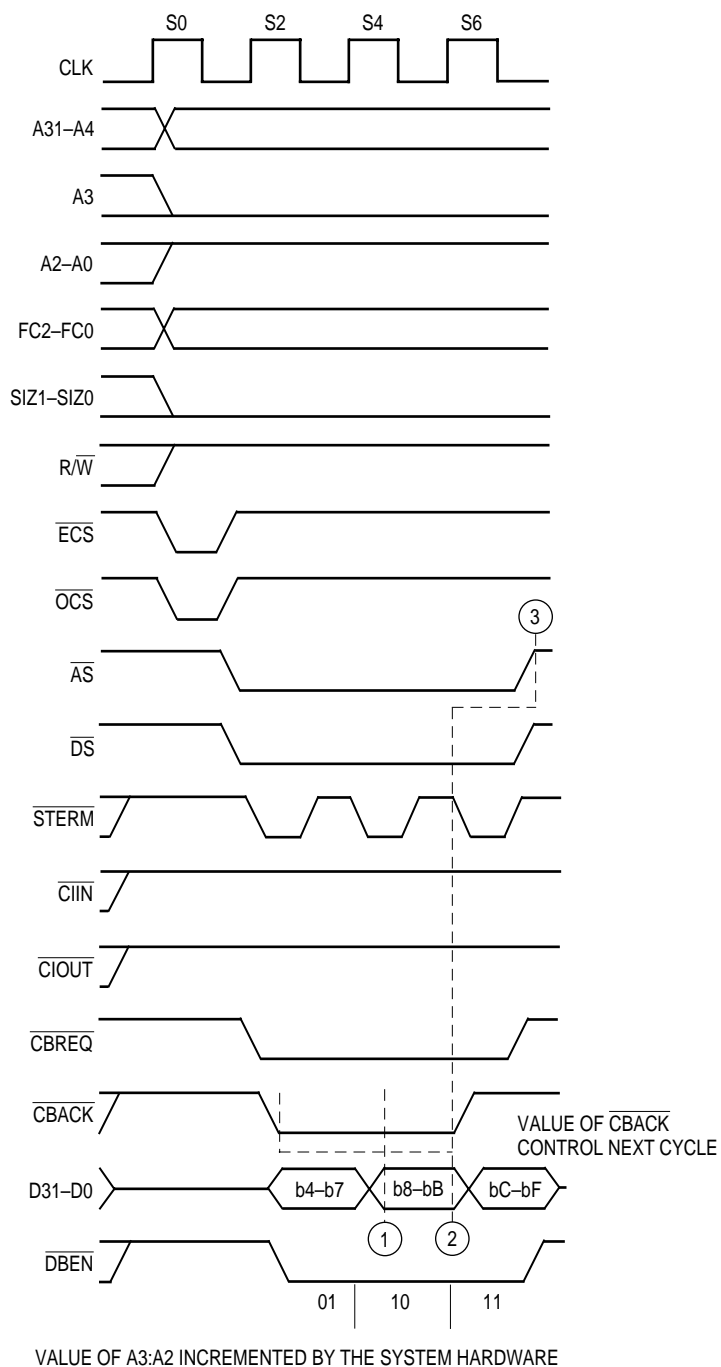 S0 S2 S4 S6
CLK
A31–A4
A3
A2–A0
FC2–FC0
SIZ1–SIZ0
R/W
ECS
OCS
3
AS
DS
STERM
CIIN
CIOUT
CBREQ
CBACK
VALUE OF CBACK
CONTROL NEXT CYCLE
D31–D0 b4–b7 b8–bB bC–bF
1 2
DBEN
01 10 11
VALUE OF A3:A2 INCREMENTED BY THE SYSTEM HARDWARE